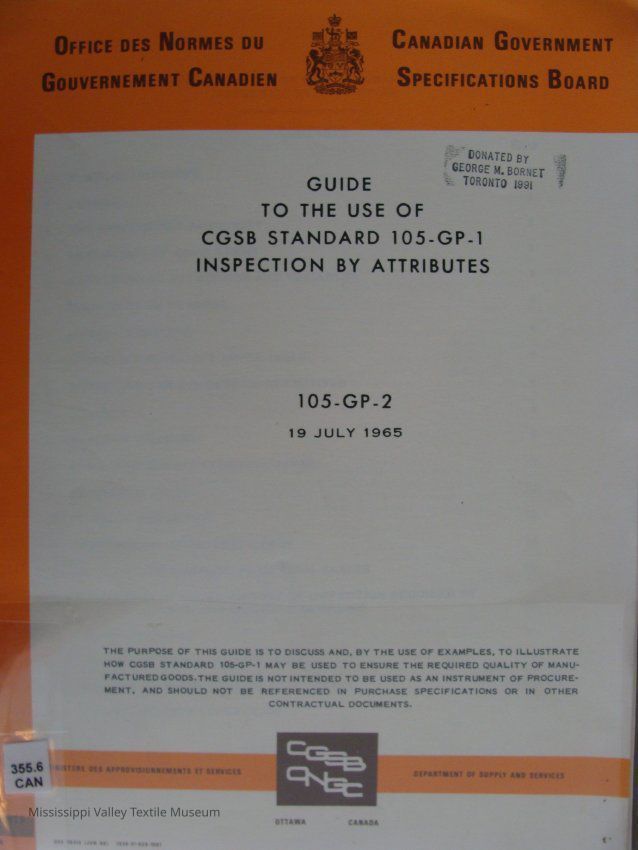 OFFICE DES NORMES DU
GOUVERNEMENT CANADIEN
CANADIAN GOVERNMENT
SPECIFICATIONS BOARD
DONATED BY
GEORGE M. BORNET
TORONTO 1991
GUIDE
TO THE USE OF
CGSB STANDARD 105-GP-1
INSPECTION BY ATTRIBUTES
105-GP-2
19 JULY 1965
THE PURPOSE OF THIS GUIDE IS TO DISCUSS AND, BY THE USE OF EXAMPLES, TO ILLUSTRATE
HOW CGSB STANDARD 105-GP-1 MAY BE USED TO ENSURE THE REQUIRED QUALITY OF MANU-
FACTURED GOODS. THE GUIDE IS NOT INTENDED TO BE USED AS AN INSTRUMENT OF PROCURE-
MENT, AND SHOULD NOT BE REFERENCED IN PURCHASE SPECIFICATIONS OR IN OTHER
CONTRACTUAL DOCUMENTS.
355.6
CAN
DES APPROVISIONNEMENTS ET SERVICES
CGSB
ONGC
DEPARTMENT OF SUPPLY AND SERVICES
Mississippi Valley Textile Museum
OTTAWA CANADA